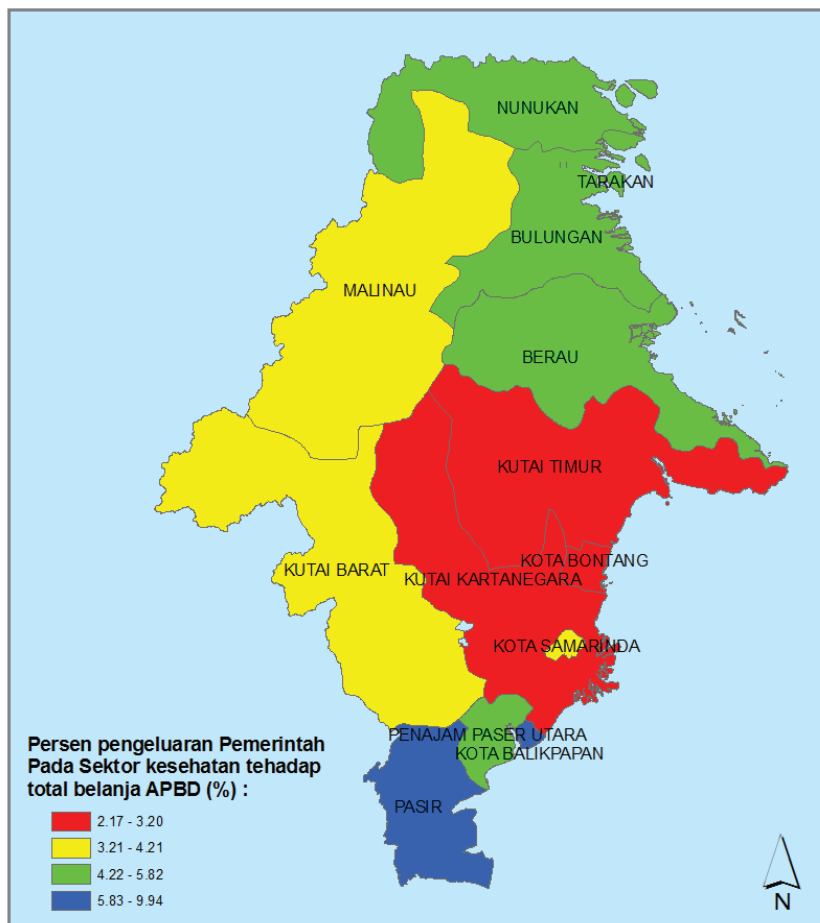 NUNUKAN
TARAKAN
BULUNGAN
MALINAU
BERAU
KUTAI TIMUR
KOTA BONTANG
KUTAI BARAT
KUTAI KARTANEGARA
KOTA SAMARINDA
PENAJAM PASER UTARA
KOTA BALIKPAPAN
PASIR
Persen pengeluaran Pemerintah
Pada Sektor kesehatan tehadap
total belanja APBD (%) :
2.17 - 3.20
3.21 - 4.21
4.22 - 5.82
5.83 - 9.94
N